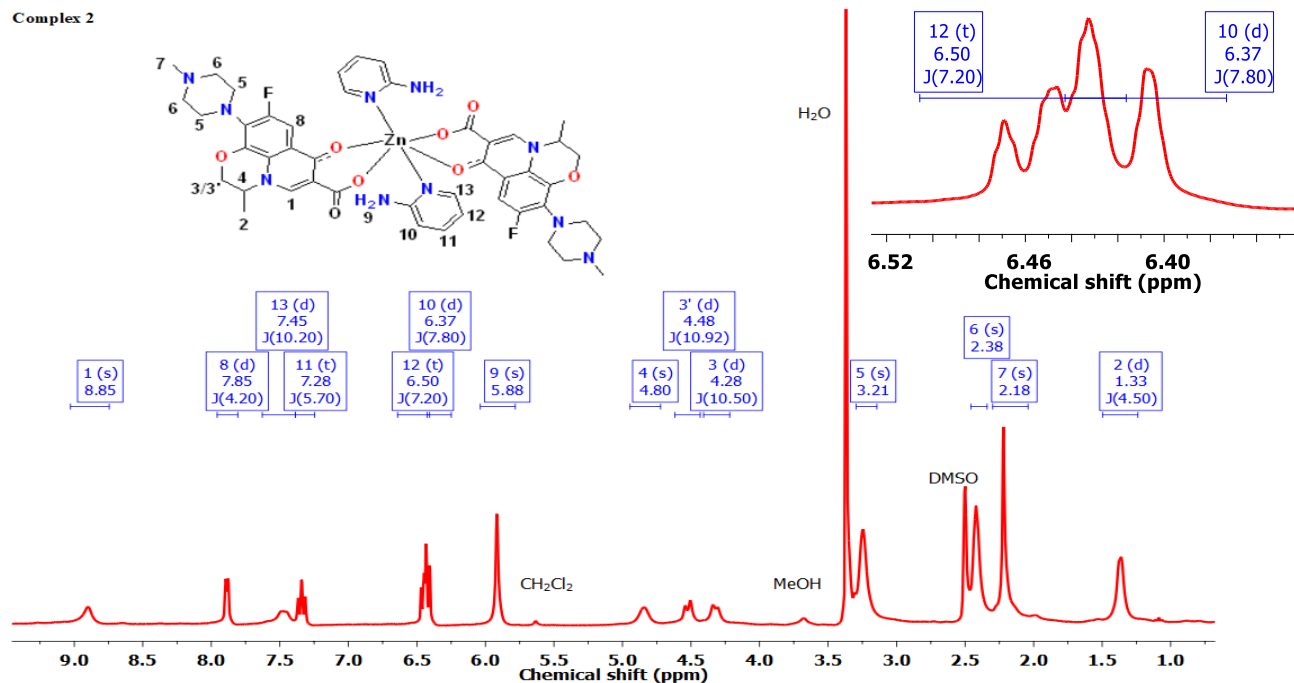 Complex 2
7
N
6
5
6
N
5
F
8
O
4
N
3/3'
2
1
O
O
O
N
NH₂
Zn
O
O
O
N
O
F
N
N
H₂N
9
N
13
12
10
11
H₂O
12 (t)
6.50
J(7.20)
10 (d)
6.37
J(7.80)
6.52
6.46
6.40
Chemical shift (ppm)
1 (s)
8.85
8 (d)
7.85
J(4.20)
13 (d)
7.45
J(10.20)
11 (t)
7.28
J(5.70)
10 (d)
6.37
J(7.80)
12 (t)
6.50
J(7.20)
9 (s)
5.88
4 (s)
4.80
3' (d)
4.48
J(10.92)
3 (d)
4.28
J(10.50)
5 (s)
3.21
6 (s)
2.38
7 (s)
2.18
2 (d)
1.33
J(4.50)
DMSO
CH₂Cl₂
MeOH
9.0 8.5 8.0 7.5 7.0 6.5 6.0 5.5 5.0 4.5 4.0 3.5 3.0 2.5 2.0 1.5 1.0
Chemical shift (ppm)